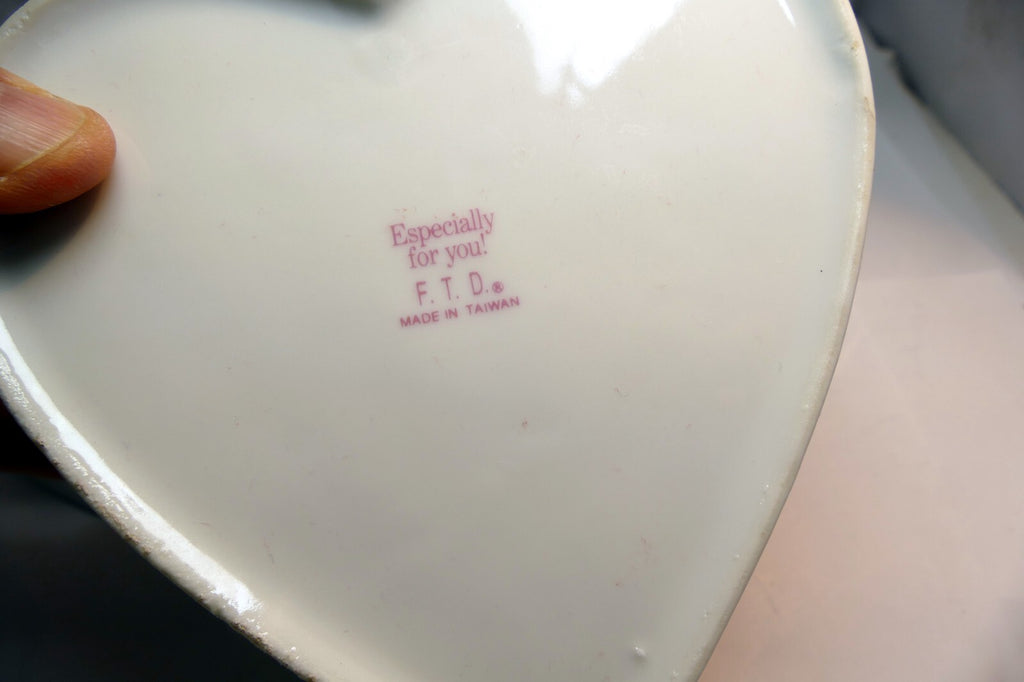 Especially
for you!
F. T. D.®
MADE IN TAIWAN